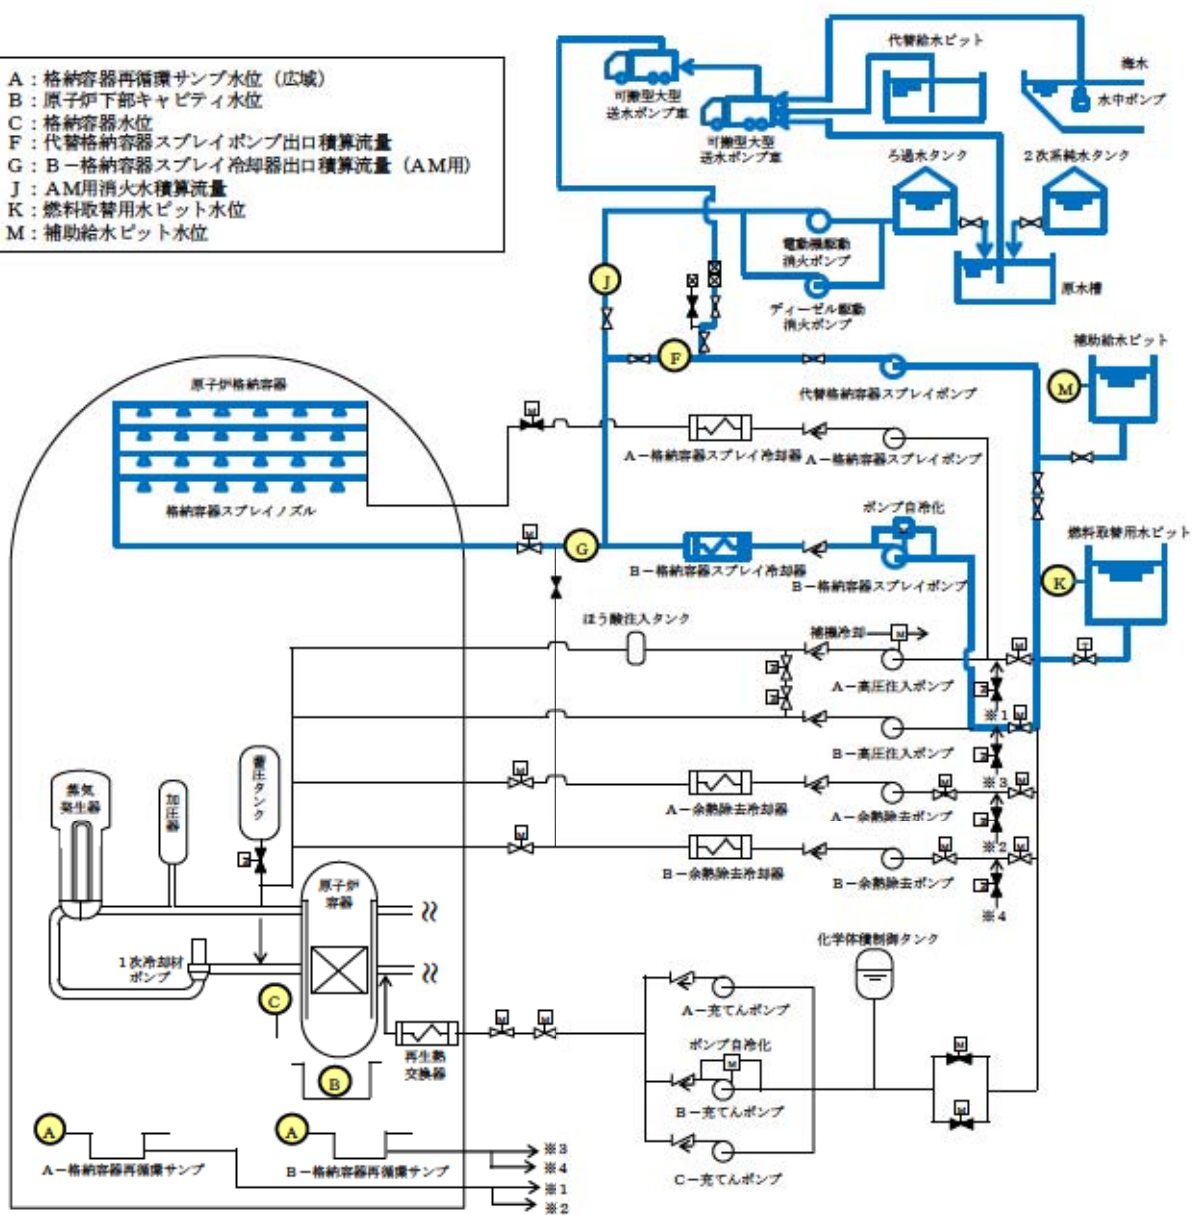 A：格納容器再循環サンプ水位（広域）
B：原子炉下部キャビティ水位
C：格納容器水位
F：代替格納容器スプレイポンプ出口積算流量
G：B－格納容器スプレイ冷却器出口積算流量（AM用）
J：AM用消火水積算流量
K：燃料取替用水ピット水位
M：補助給水ピット水位
可搬型大型
送水ポンプ車
可搬型大型
送水ポンプ車
代替給水ピット
海水
水中ポンプ
ろ過水タンク
2次系純水タンク
原水槽
電動機駆動
消火ポンプ
ディーゼル駆動
消火ポンプ
J
F
代替格納容器スプレイポンプ
補助給水ピット
M
原子炉格納容器
格納容器スプレイノズル
M
A－格納容器スプレイ冷却器
A－格納容器スプレイポンプ
M
G
B－格納容器スプレイ冷却器
ポンプ自冷化
B－格納容器スプレイポンプ
燃料取替用水ピット
K
ほう酸注入タンク
補機冷却
M
A－高圧注入ポンプ
M
T
※1
M
B－高圧注入ポンプ
※3
M
A－余熱除去冷却器
A－余熱除去ポンプ
M
M
※2
M
B－余熱除去冷却器
B－余熱除去ポンプ
M
M
※4
蒸気
発生器
加圧器
蓄圧タンク
原子炉
容器
1次冷却材
ポンプ
C
B
再生熱
交換器
M
M
化学体積制御タンク
A－充てんポンプ
ポンプ自冷化
M
B－充てんポンプ
C－充てんポンプ
M
M
A
A－格納容器再循環サンプ
A
B－格納容器再循環サンプ
※3
※4
※1
※2